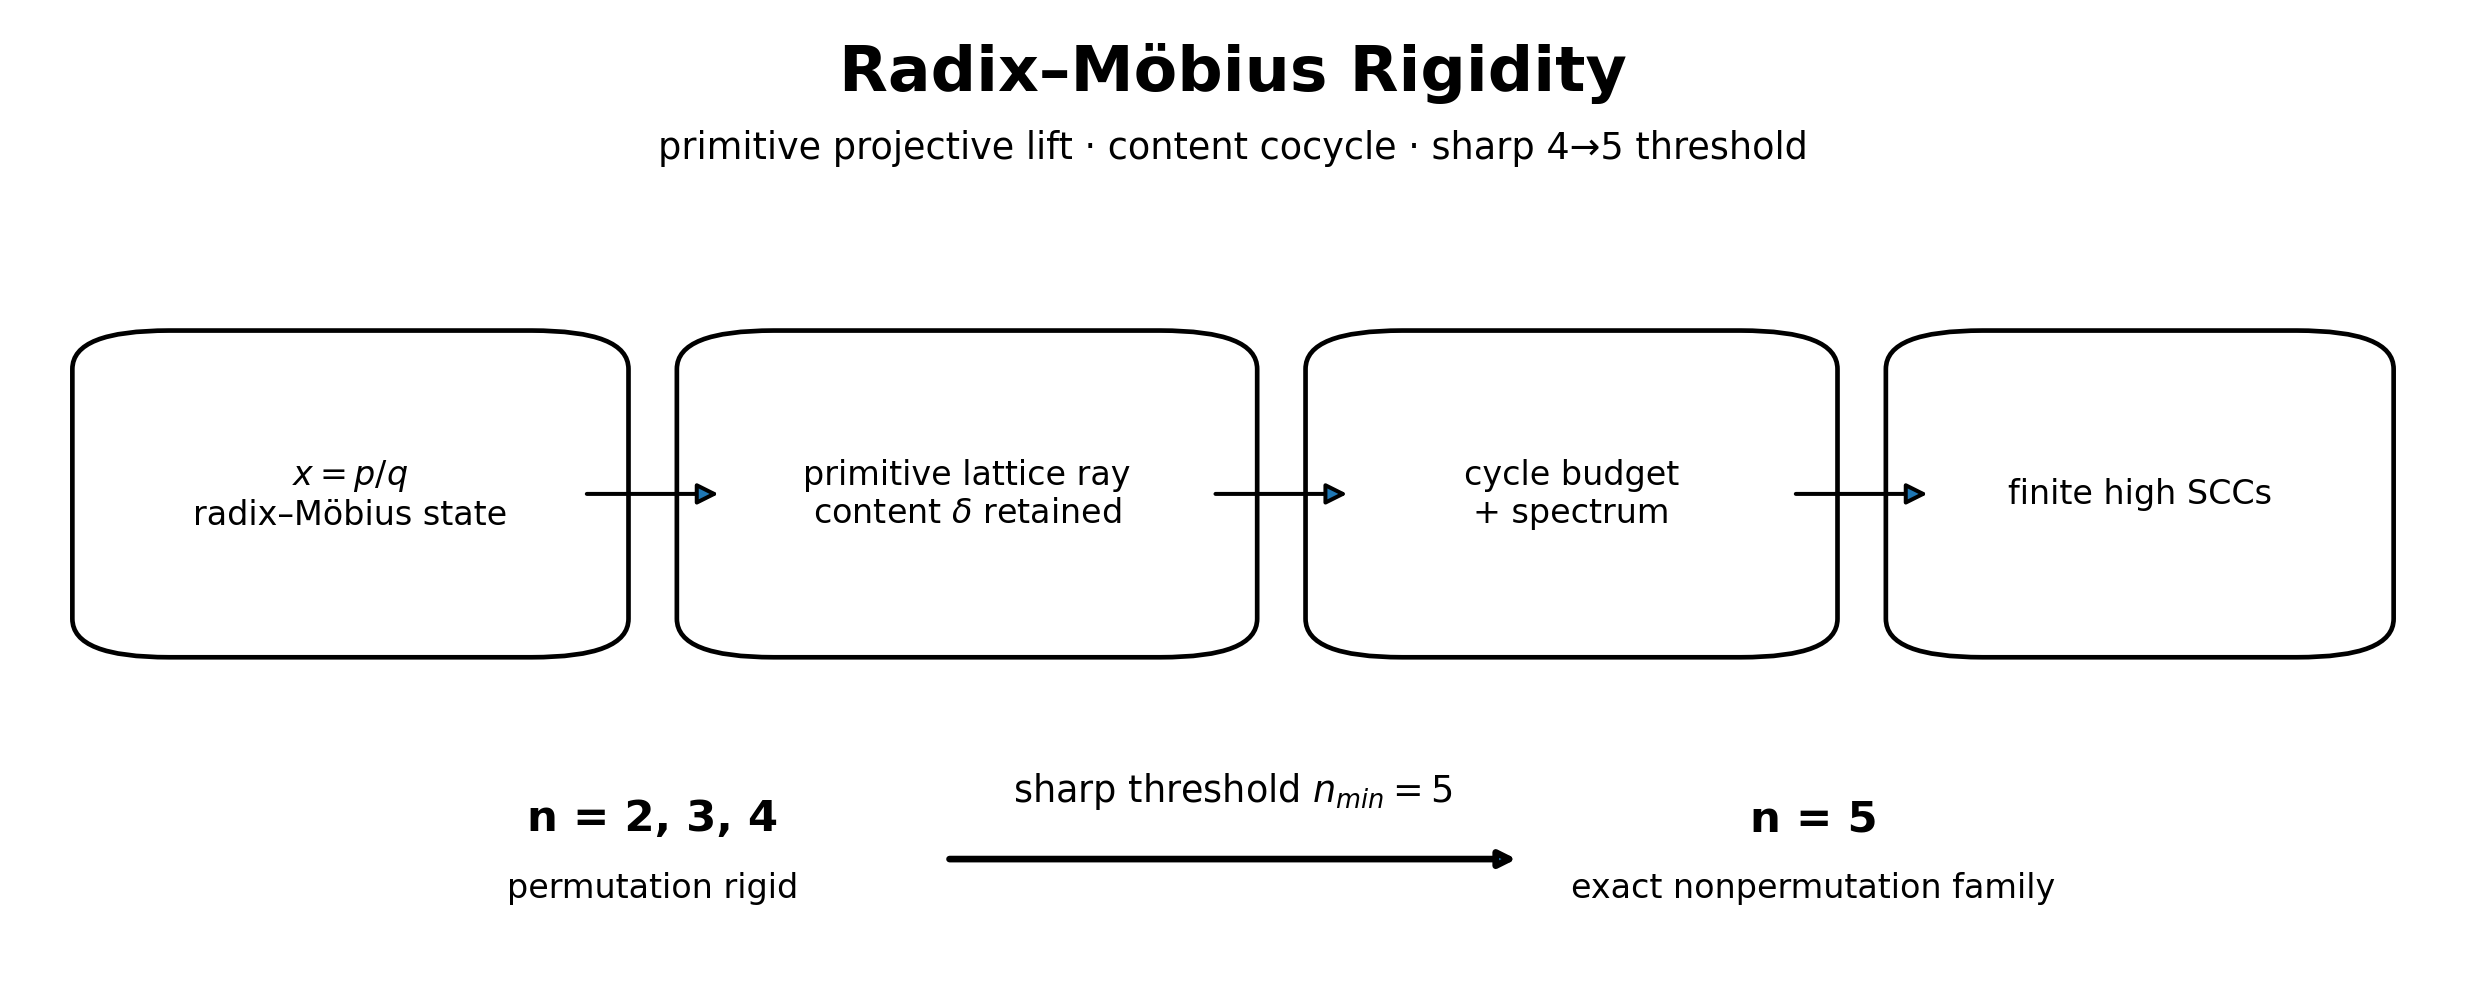 Radix–Möbius Rigidity
primitive projective lift · content cocycle · sharp 4→5 threshold
x = p/q
radix–Möbius state
primitive lattice ray
content δ retained
cycle budget
+ spectrum
finite high SCCs
n = 2, 3, 4
permutation rigid
sharp threshold n_min = 5
n = 5
exact nonpermutation family